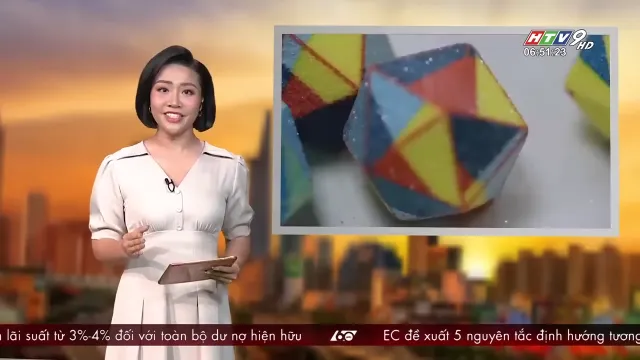 HTV9 HD
06:51:23
lãi suất từ 3%-4% đối với toàn bộ dư nợ hiện hữu 60 EC đề xuất 5 nguyên tắc định hướng tương